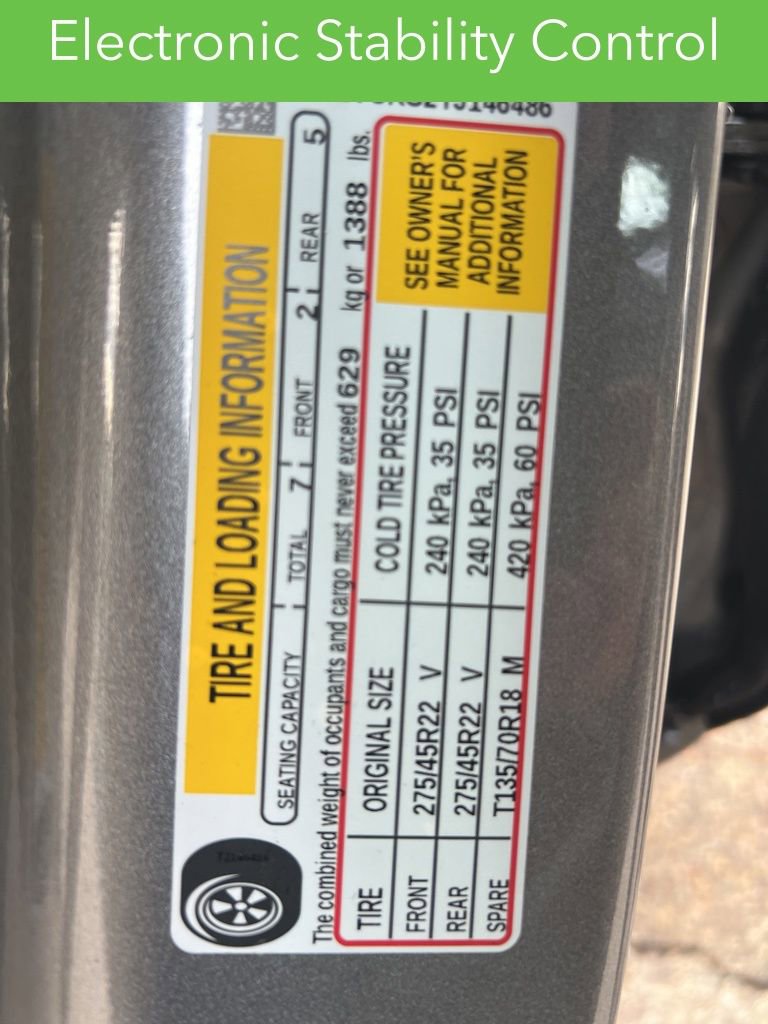 Electronic Stability Control
TIRE AND LOADING INFORMATION
SEATING CAPACITY TOTAL 7 FRONT 2 REAR 5
The combined weight of occupants and cargo must never exceed 629 kg or 1388 lbs.
TIRE ORIGINAL SIZE COLD TIRE PRESSURE
FRONT 275/45R22 V 240 kPa, 35 PSI
REAR 275/45R22 V 240 kPa, 35 PSI
SPARE T135/70R18 M 420 kPa, 60 PSI
SEE OWNER'S
MANUAL FOR
ADDITIONAL
INFORMATION